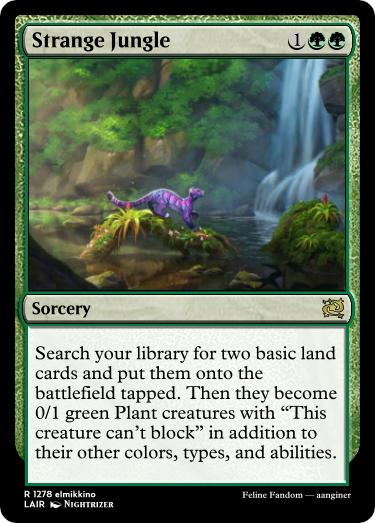 Strange Jungle 1
Sorcery
Search your library for two basic land
cards and put them onto the
battlefield tapped. Then they become
0/1 green Plant creatures with “This
creature can’t block” in addition to
their other colors, types, and abilities.
R 1278 elmikkino
LAIR Nightrizer
Feline Fandom — aanginer